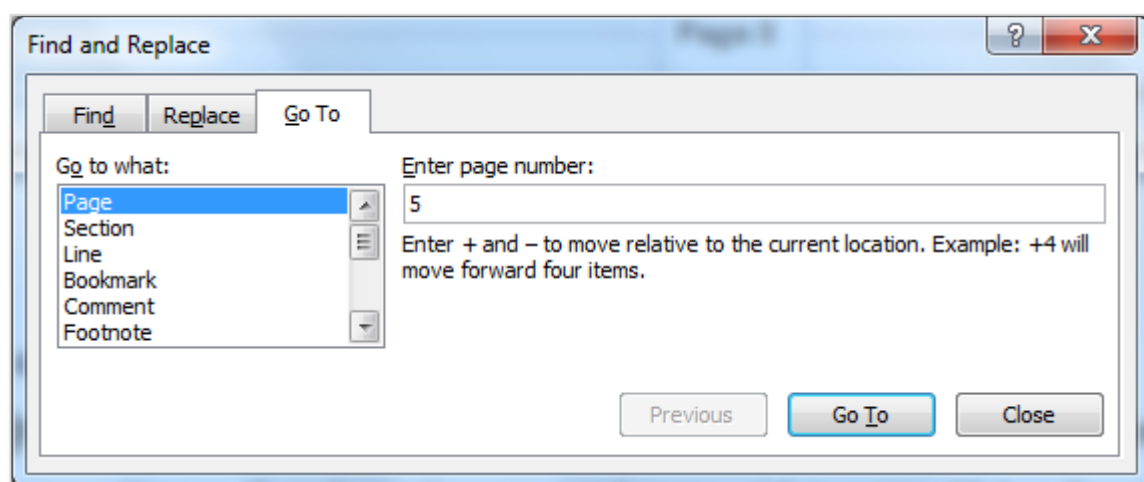 Find and Replace
Page 5
?
X
Find
Replace
Go To
Go to what:
Page
Section
Line
Bookmark
Comment
Footnote
Enter page number:
5
Enter + and – to move relative to the current location. Example: +4 will
move forward four items.
Previous
Go To
Close